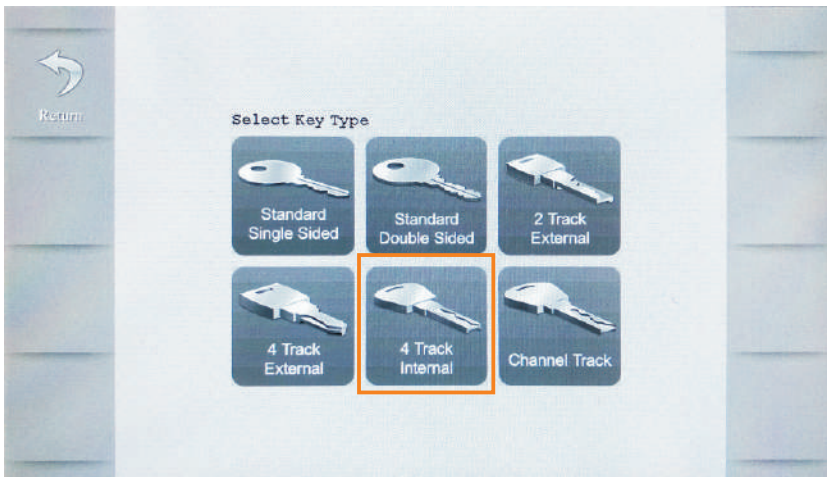 Return
Select Key Type
Standard
Single Sided
Standard
Double Sided
2 Track
External
4 Track
External
4 Track
Internal
Channel Track